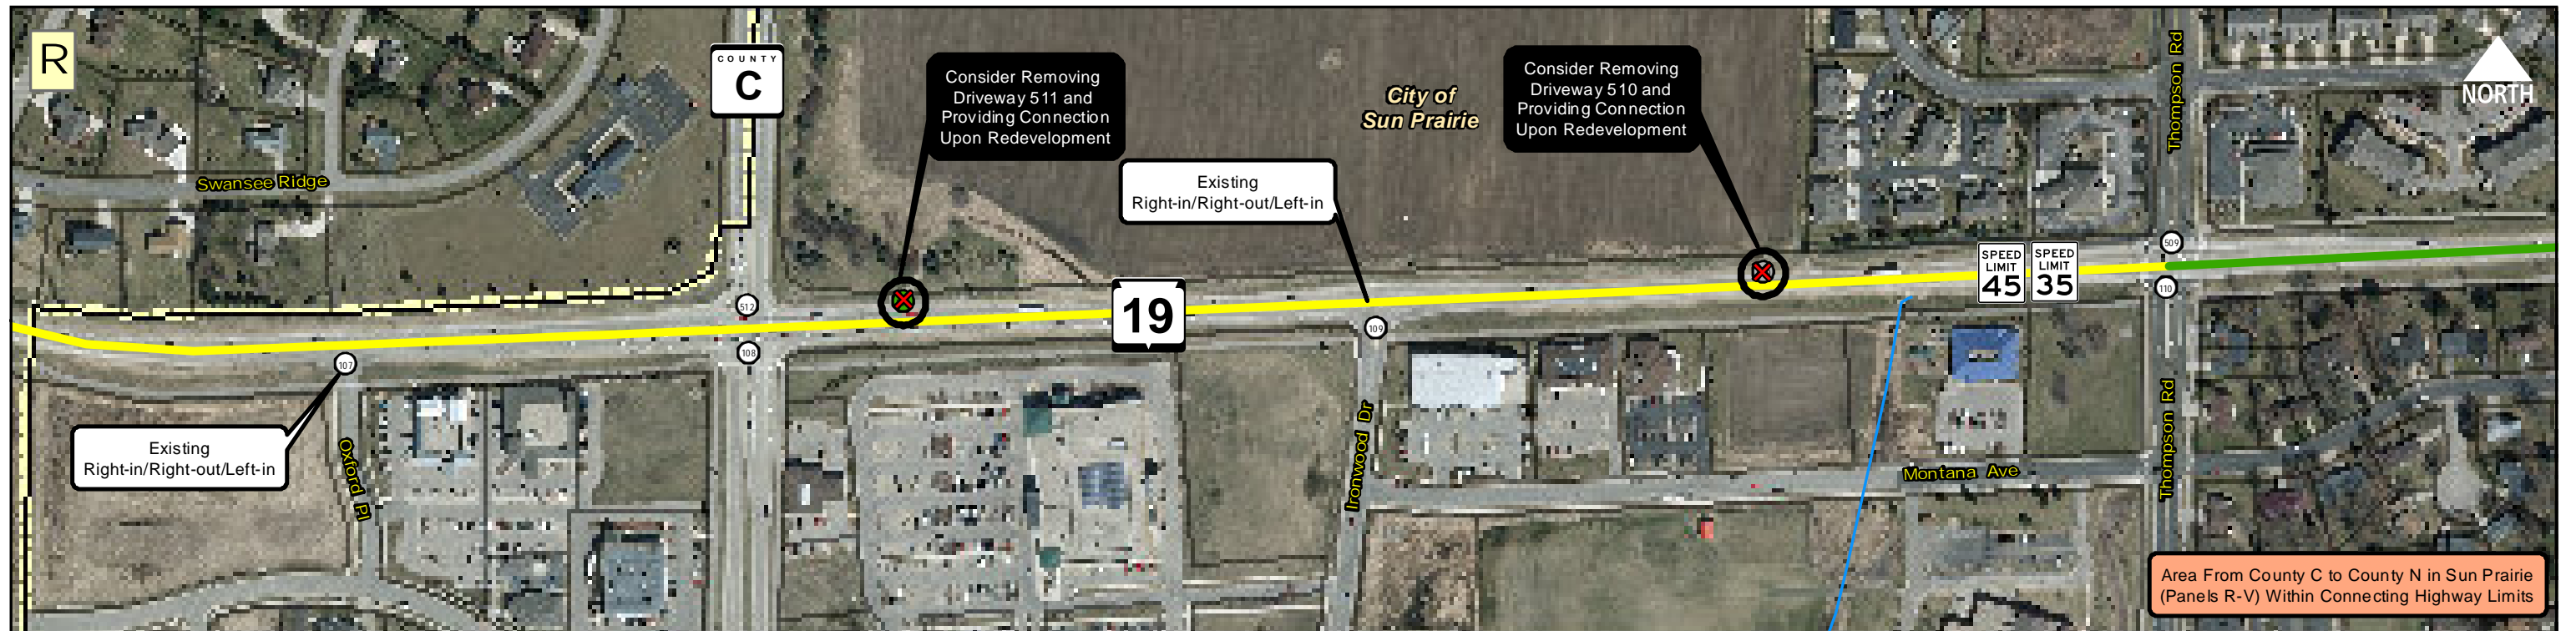 R
COUNTY
C
Consider Removing
Driveway 511 and
Providing Connection
Upon Redevelopment
City of
Sun Prairie
Consider Removing
Driveway 510 and
Providing Connection
Upon Redevelopment
Thompson Rd
NORTH
Swansee Ridge
Existing
Right-in/Right-out/Left-in
509
SPEED
LIMIT
45
SPEED
LIMIT
35
110
512
19
109
108
107
Existing
Right-in/Right-out/Left-in
Oxford Pl
Ironwood Dr
Montana Ave
Thompson Rd
Area From County C to County N in Sun Prairie
(Panels R-V) Within Connecting Highway Limits